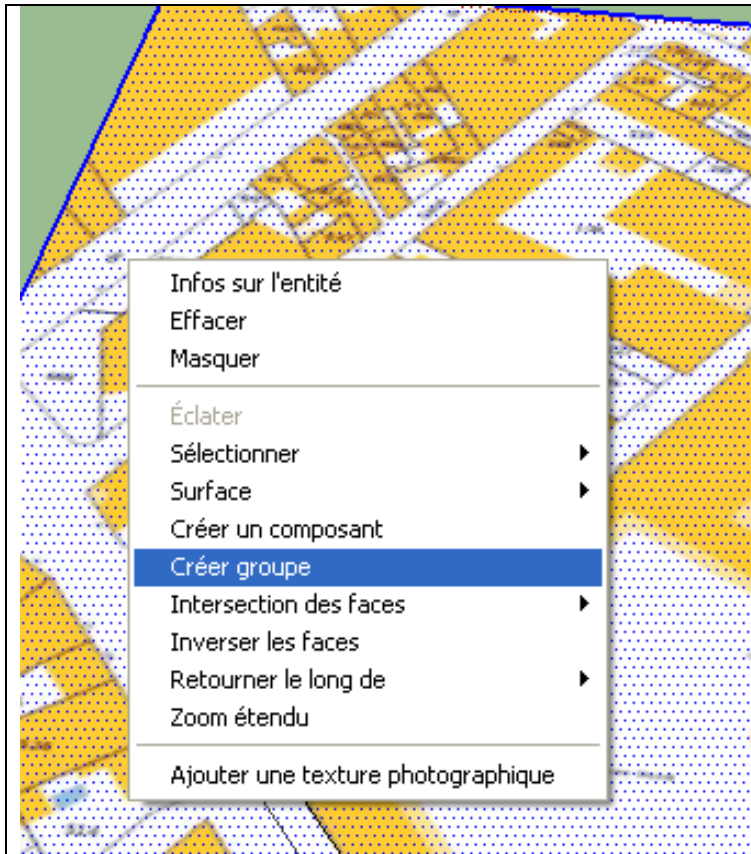 Infos sur l'entité
Effacer
Masquer
Éclater
Sélectionner
Surface
Créer un composant
Créer groupe
Intersection des faces
Inverser les faces
Retourner le long de
Zoom étendu
Ajouter une texture photographique